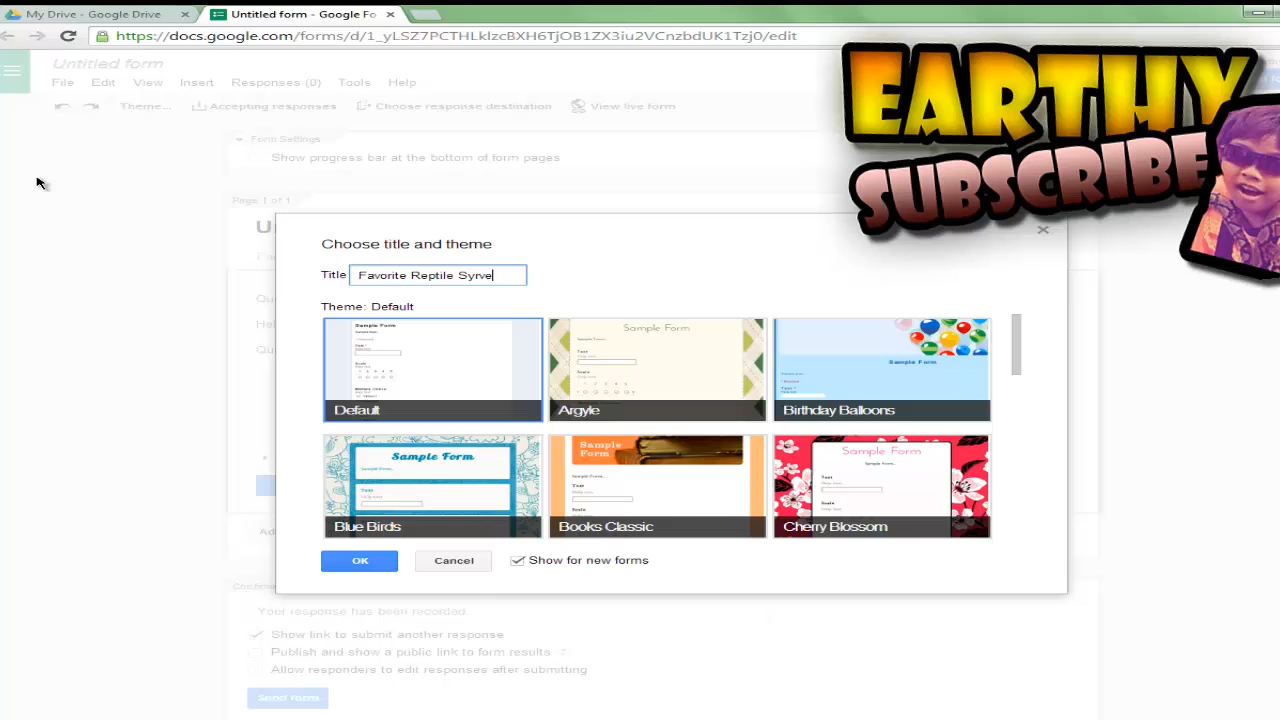 My Drive - Google Drive
Untitled form - Google Fo
https://docs.google.com/forms/d/1_yLSZ7PCTHLklzcBXH6TjOB1ZX3iu2VCnzbdUK1Tzj0/edit
Untitled form
File Edit View Insert Responses (0) Tools Help
Theme... Accepting responses Choose response destination View live form
EARTHY
SUBSCRIBE
Form Settings
Show progress bar at the bottom of form pages
Page 1 of 1
Choose title and theme
Title Favorite Reptile Syrve
Theme: Default
Sample Form
Default
Sample Form
Argyle
Sample Form
Birthday Balloons
Sample Form
Blue Birds
Sample Form
Books Classic
Sample Form
Cherry Blossom
OK Cancel Show for new forms
Your response has been recorded.
Show link to submit another response
Publish and show a public link to form results
Allow responders to edit responses after submitting
Send form